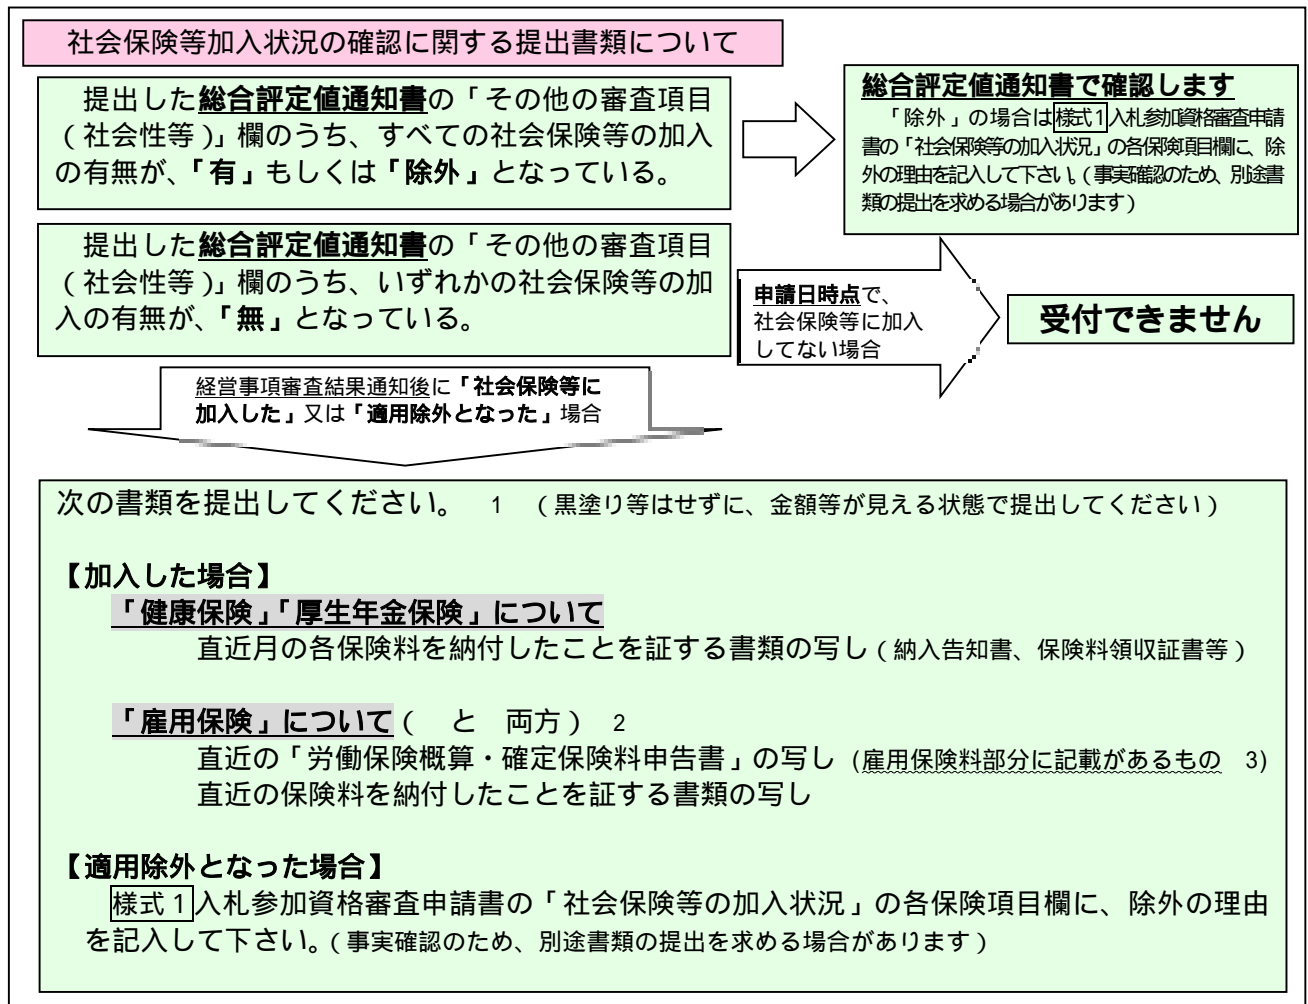 社会保険等加入状況の確認に関する提出書類について
提出した総合評定値通知書の「その他の審査項目
(社会性等)」欄のうち、すべての社会保険等の加入
の有無が、「有」もしくは「除外」となっている。
総合評定値通知書で確認します
「除外」の場合は様式1入札参加資格審査申請
書の「社会保険等の加入状況」の各保険項目欄に、除
外の理由を記入して下さい。(事実確認のため、別途書
類の提出を求める場合があります)
提出した総合評定値通知書の「その他の審査項目
(社会性等)」欄のうち、いずれかの社会保険等の加
入の有無が、「無」となっている。
申請日時点で、
社会保険等に加入
してない場合
受付できません
経営事項審査結果通知後に「社会保険等に
加入した」又は「適用除外となった」場合
次の書類を提出してください。 1 (黒塗り等はせずに、金額等が見える状態で提出してください)
【加入した場合】
「健康保険」「厚生年金保険」について
直近月の各保険料を納付したことを証する書類の写し(納入告知書、保険料領収証書等)
「雇用保険」について( と 両方) 2
直近の「労働保険概算・確定保険料申告書」の写し (雇用保険料部分に記載があるもの 3)
直近の保険料を納付したことを証する書類の写し
【適用除外となった場合】
様式1入札参加資格審査申請書の「社会保険等の加入状況」の各保険項目欄に、除外の理由
を記入して下さい。(事実確認のため、別途書類の提出を求める場合があります)